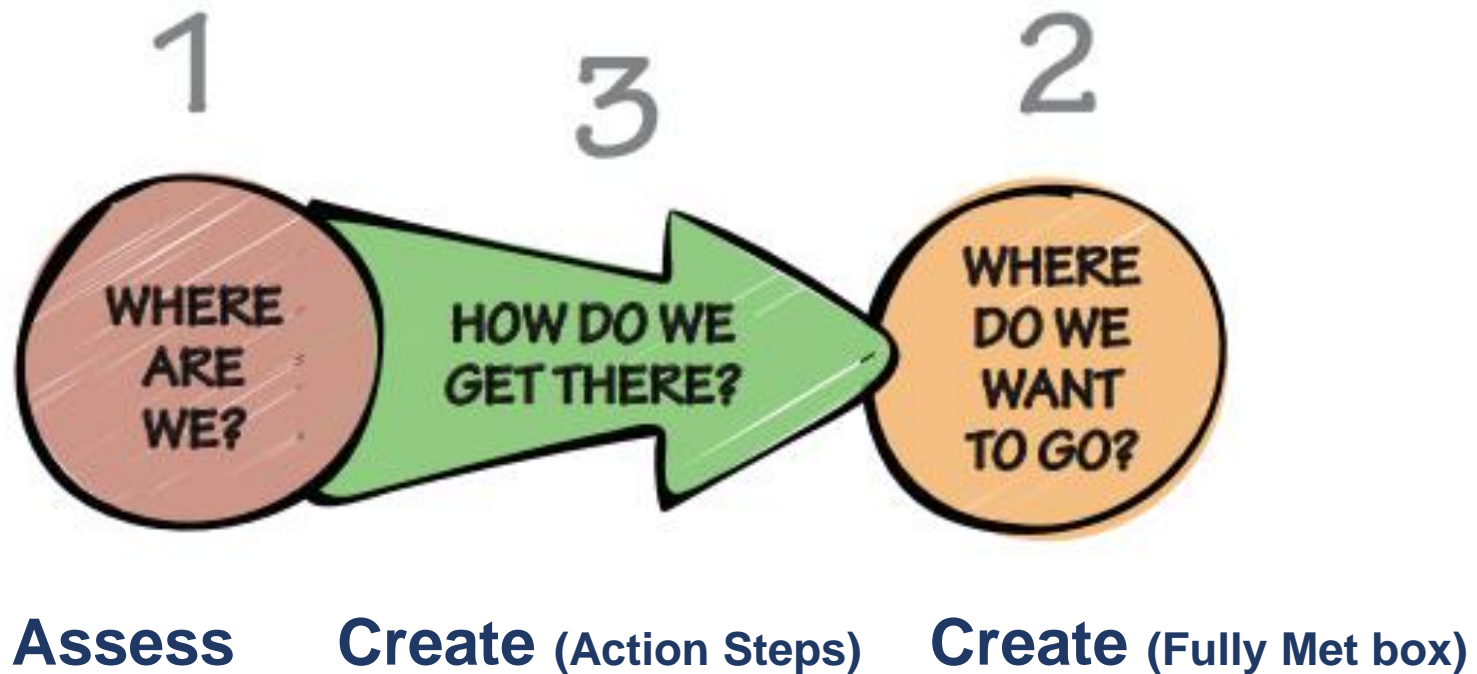 1
3
2
WHERE
ARE
WE?
HOW DO WE
GET THERE?
WHERE
DO WE
WANT
TO GO?
Assess
Create (Action Steps)
Create (Fully Met box)